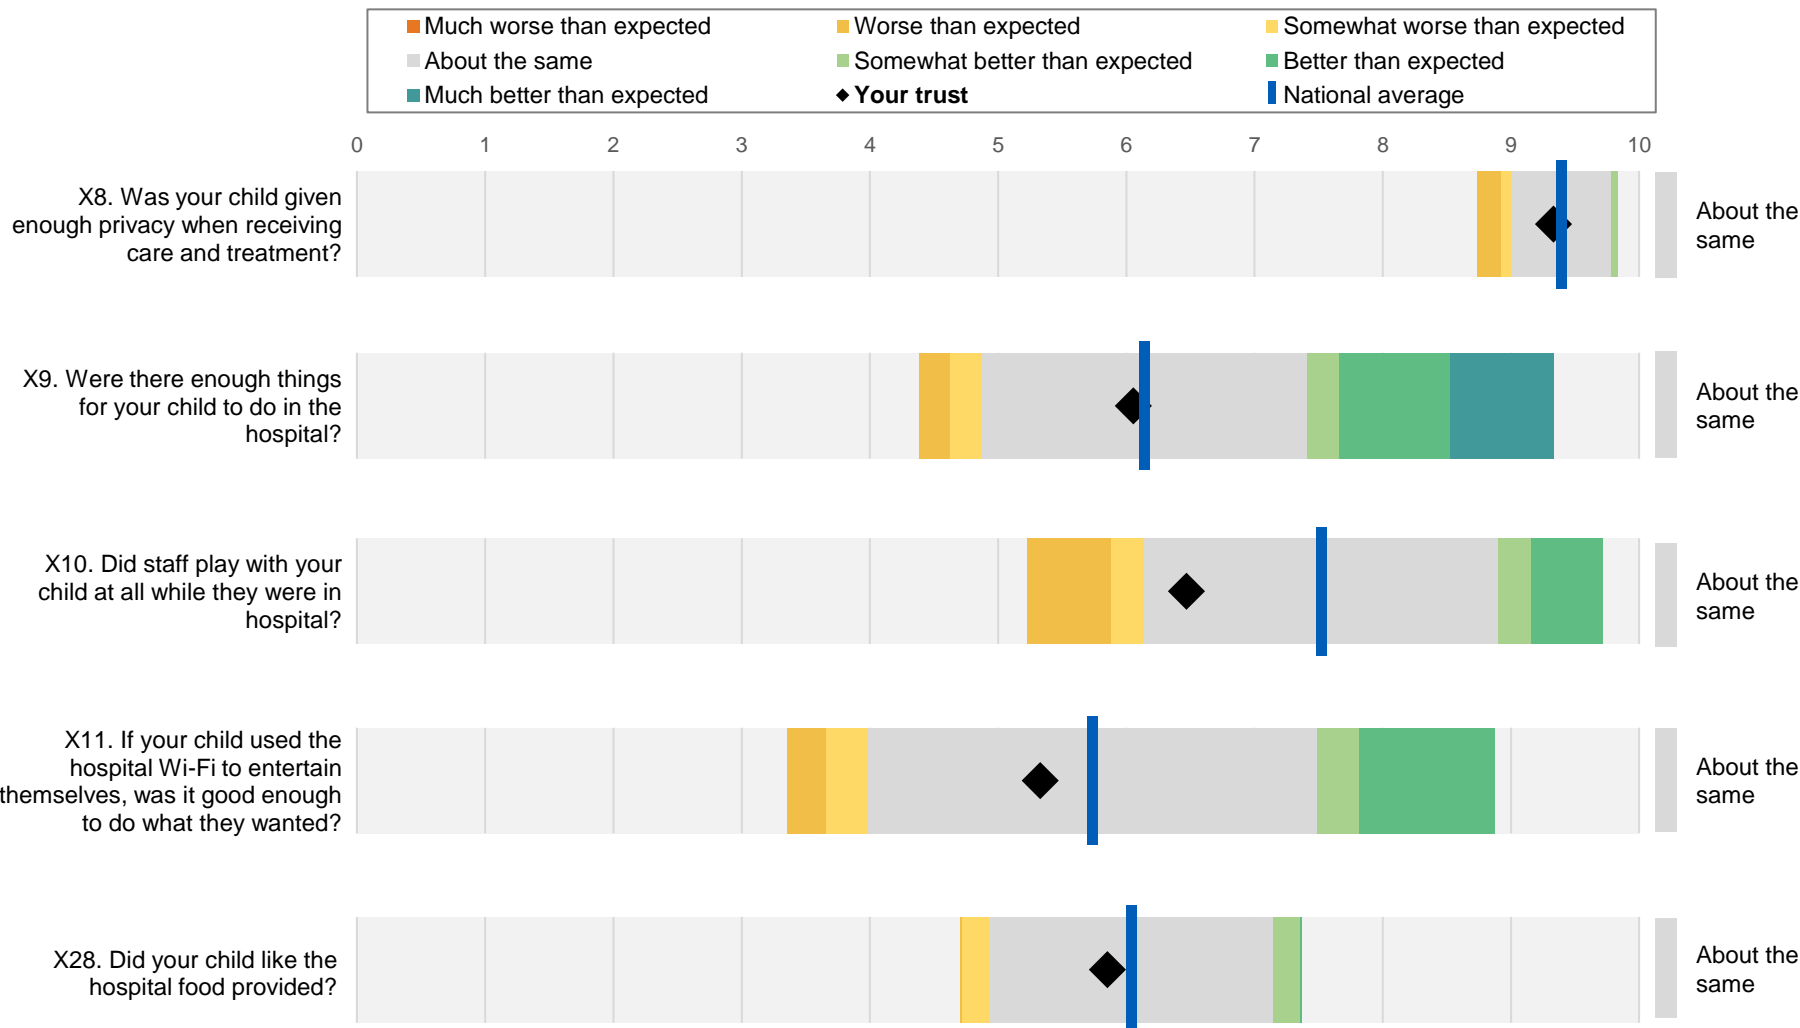 Much worse than expected
Worse than expected
Somewhat worse than expected
About the same
Somewhat better than expected
Better than expected
Much better than expected
Your trust
National average
0 1 2 3 4 5 6 7 8 9 10
X8. Was your child given
enough privacy when receiving
care and treatment?
About the
same
X9. Were there enough things
for your child to do in the
hospital?
About the
same
X10. Did staff play with your
child at all while they were in
hospital?
About the
same
X11. If your child used the
hospital Wi-Fi to entertain
themselves, was it good enough
to do what they wanted?
About the
same
X28. Did your child like the
hospital food provided?
About the
same